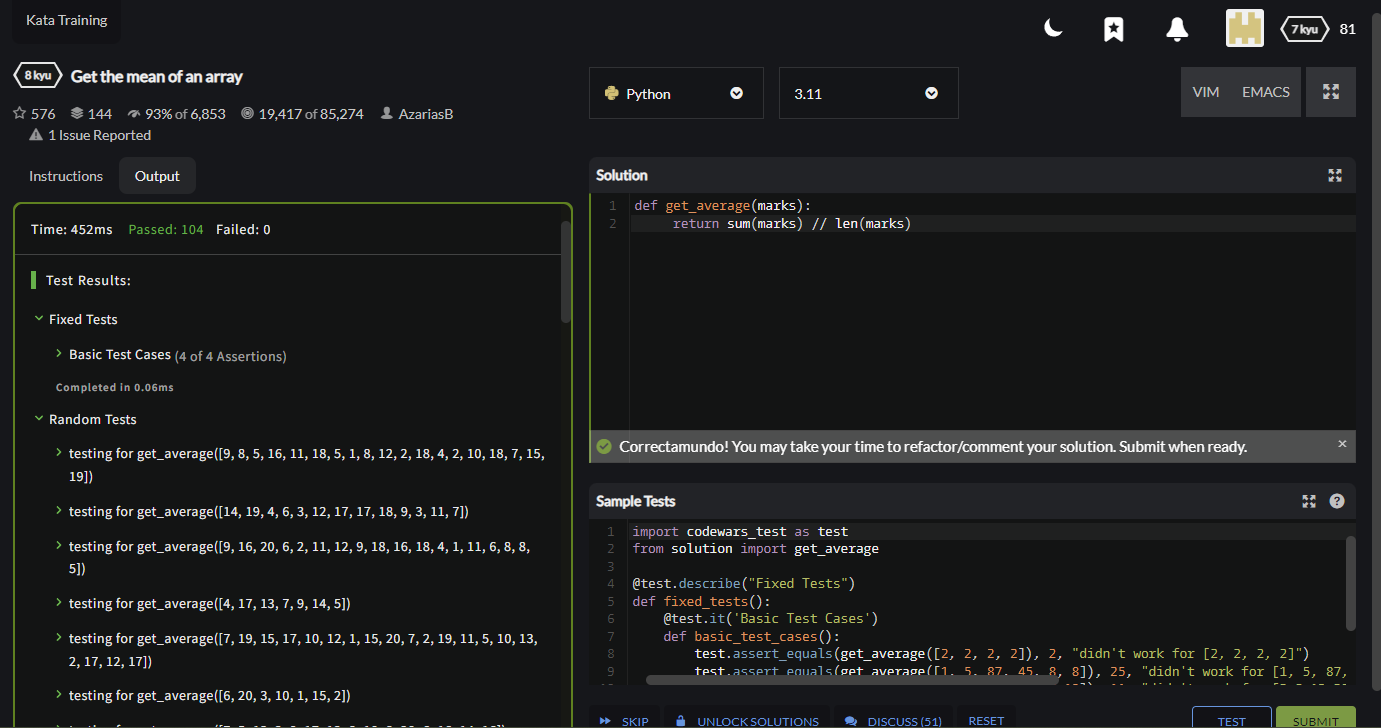 Kata Training
7 kyu 81
8 kyu Get the mean of an array
576 144 93% of 6,853 19,417 of 85,274 AzariasB
1 Issue Reported
Python
3.11
VIM EMACS
Instructions Output
Time: 452ms Passed: 104 Failed: 0
Test Results:
Fixed Tests
Basic Test Cases (4 of 4 Assertions)
Completed in 0.06ms
Random Tests
testing for get_average([9, 8, 5, 16, 11, 18, 5, 1, 8, 12, 2, 18, 4, 2, 10, 18, 7, 15,
19])
testing for get_average([14, 19, 4, 6, 3, 12, 17, 17, 18, 9, 3, 11, 7])
testing for get_average([9, 16, 20, 6, 2, 11, 12, 9, 18, 16, 18, 4, 1, 11, 6, 8, 8,
5])
testing for get_average([4, 17, 13, 7, 9, 14, 5])
testing for get_average([7, 19, 15, 17, 10, 12, 1, 15, 20, 7, 2, 19, 11, 5, 10, 13,
2, 17, 12, 17])
testing for get_average([6, 20, 3, 10, 1, 15, 2])
Solution
1 def get_average(marks):
2 return sum(marks) // len(marks)
Correctamundo! You may take your time to refactor/comment your solution. Submit when ready.
Sample Tests
1 import codewars_test as test
2 from solution import get_average
3
4 @test.describe("Fixed Tests")
5 def fixed_tests():
6 @test.it('Basic Test Cases')
7 def basic_test_cases():
8 test.assert_equals(get_average([2, 2, 2, 2]), 2, "didn't work for [2, 2, 2, 2]")
9 test.assert_equals(get_average([1, 5, 87, 45, 8, 8]), 25, "didn't work for [1, 5, 87,
SKIP UNLOCK SOLUTIONS DISCUSS (51) RESET TEST SUBMIT